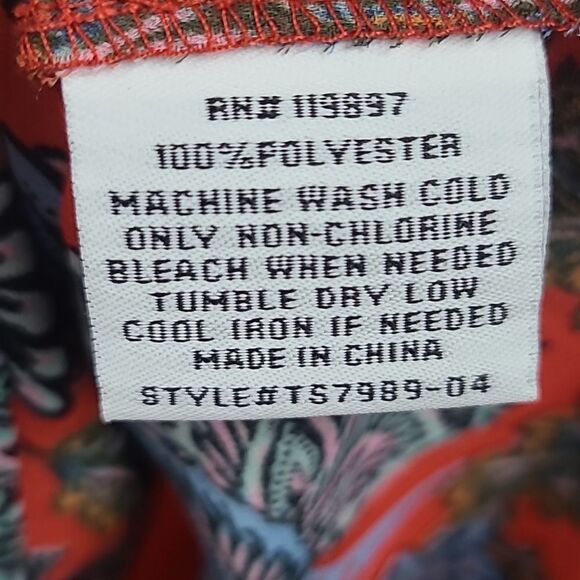 RN# 119897
100%POLYESTER
MACHINE WASH COLD
ONLY NON-CHLORINE
BLEACH WHEN NEEDED
TUMBLE DRY LOW
COOL IRON IF NEEDED
MADE IN CHINA
STYLE#TS7989-04